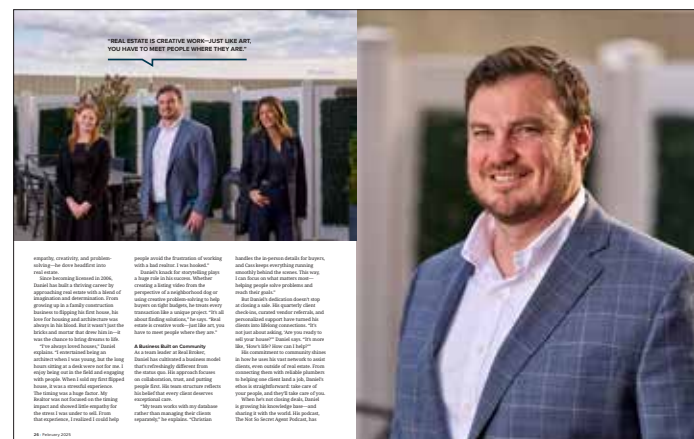 "REAL ESTATE IS CREATIVE WORK—JUST LIKE ART,
YOU HAVE TO MEET PEOPLE WHERE THEY ARE."
empathy, creativity, and problem-
solving—he dove headfirst into
real estate.
Since becoming licensed in 2006,
Daniel has built a thriving career by
approaching real estate with a blend of
imagination and determination. From
growing up in a family construction
business to flipping his first house, his
love for housing and architecture was
always in his blood. But it wasn't just the
bricks and mortar that drew him in—it
was the chance to bring dreams to life.
"I've always loved houses," Daniel
explains. "I entertained being an
architect when I was young, but the long
hours sitting at a desk were not for me. I
enjoy being out in the field and engaging
with people. When I sold my first flipped
house, it was a stressful experience.
The timing was a huge factor. My
Realtor was not focused on the timing
impact and showed little empathy for
the stress I was under to sell. From
that experience, I realized I could help
people avoid the frustration of working
with a bad realtor. I was hooked."
Daniel's knack for storytelling plays
a huge role in his success. Whether
creating a listing video from the
perspective of a neighborhood dog or
using creative problem-solving to help
buyers on tight budgets, he treats every
transaction like a unique project. "It's all
about finding solutions," he says. "Real
estate is creative work—just like art, you
have to meet people where they are."
A Business Built on Community
As a team leader at Real Broker,
Daniel has cultivated a business model
that's refreshingly different from the
status quo. His approach focuses
on collaboration, trust, and putting
people first. His team structure reflects
his belief that every client deserves
exceptional care.
"My team works with my database
rather than managing their clients
separately," he explains. "Christian
handles the in-person details for buyers,
and Cass keeps everything running
smoothly behind the scenes. This way,
I can focus on what matters most—
helping people solve problems and
reach their goals."
But Daniel's dedication doesn't stop
at closing a sale. His quarterly client
check-ins, curated vendor referrals, and
personalized support have turned his
clients into lifelong connections. "It's
not just about asking, 'Are you ready to
sell your house?'" Daniel says. "It's more
like, 'How's life? How can I help?'"
His commitment to community shines
in how he uses his vast network to assist
clients, even outside of real estate. From
connecting them with reliable plumbers
to helping one client land a job, Daniel's
ethos is straightforward: take care of
your people, and they'll take care of you.
When he's not closing deals, Daniel
is growing his knowledge base—and
sharing it with the world. His podcast,
The Not So Secret Agent Podcast, has
26 • February 2025